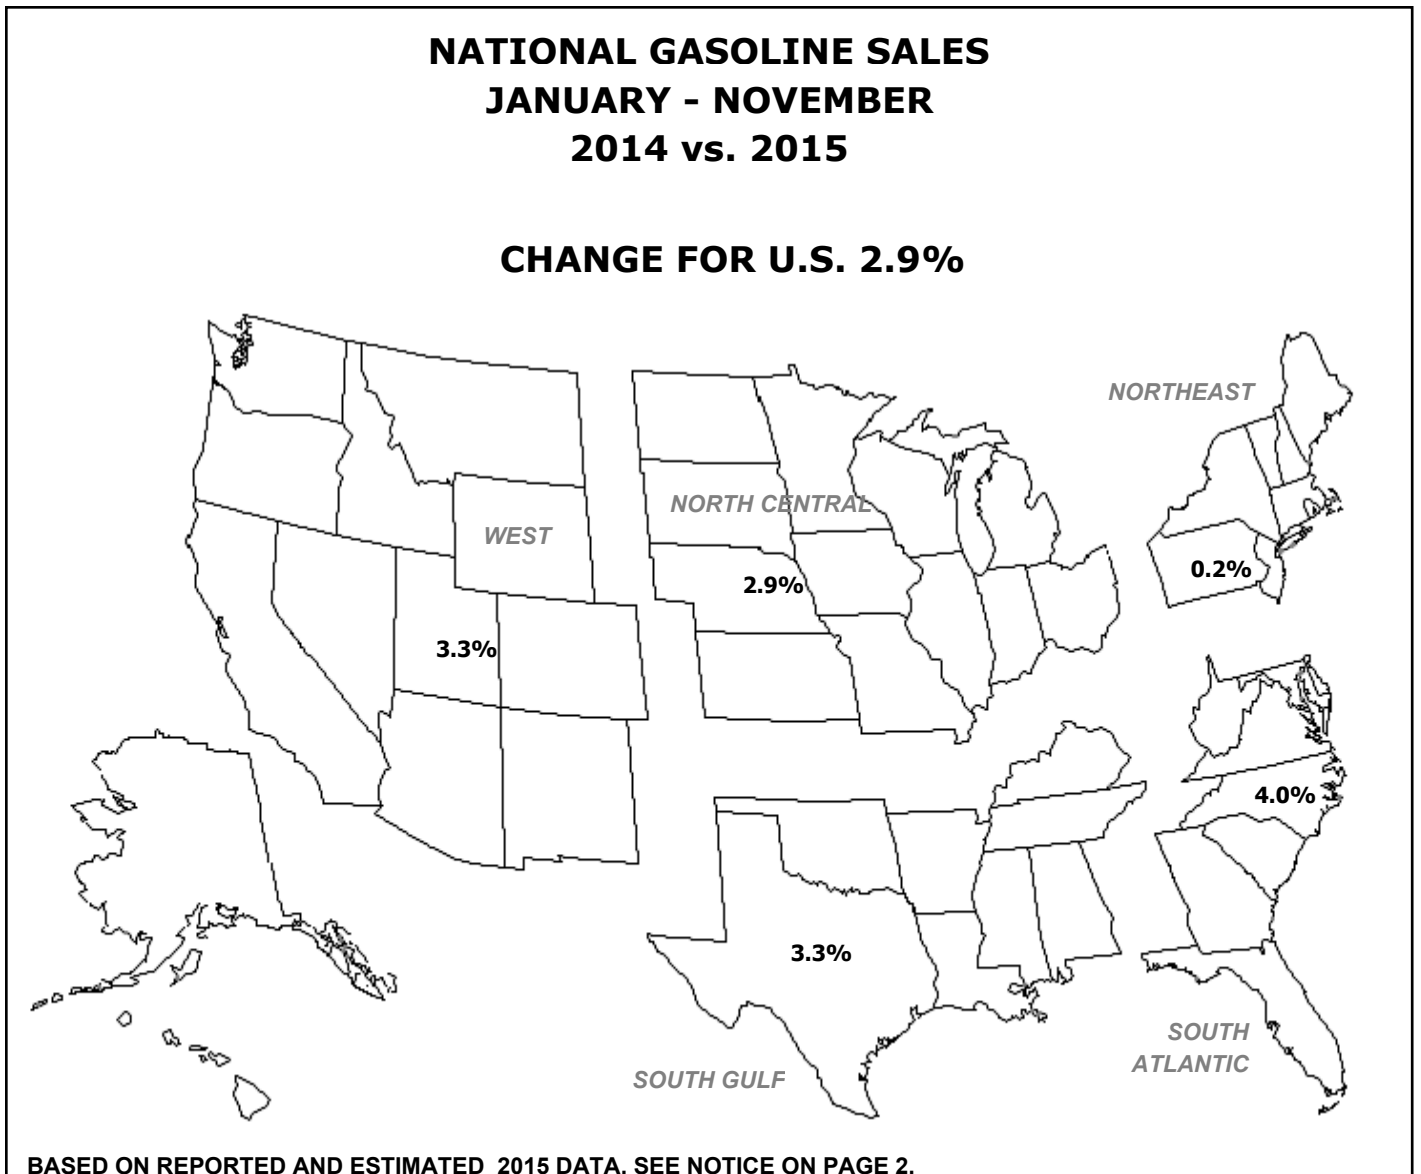 NATIONAL GASOLINE SALES
JANUARY - NOVEMBER
2014 vs. 2015
CHANGE FOR U.S. 2.9%
NORTHEAST
NORTH CENTRAL
WEST
0.2%
2.9%
3.3%
4.0%
3.3%
SOUTH
ATLANTIC
SOUTH GULF
BASED ON REPORTED AND ESTIMATED  2015 DATA. SEE NOTICE ON PAGE 2.